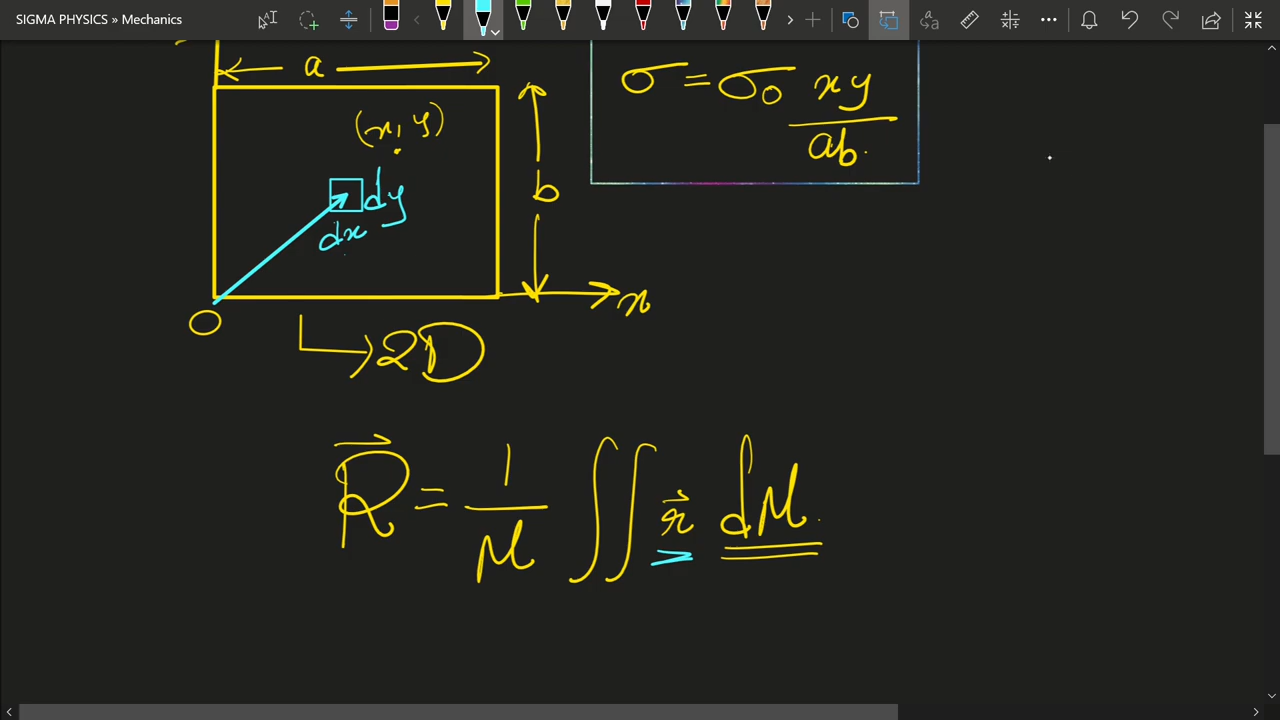 SIGMA PHYSICS » Mechanics
a
σ = σ₀ xy / ab
(x, y)
dy
b
dx
x
O
2D
R⃗ = 1/M ∬ r⃗ dM